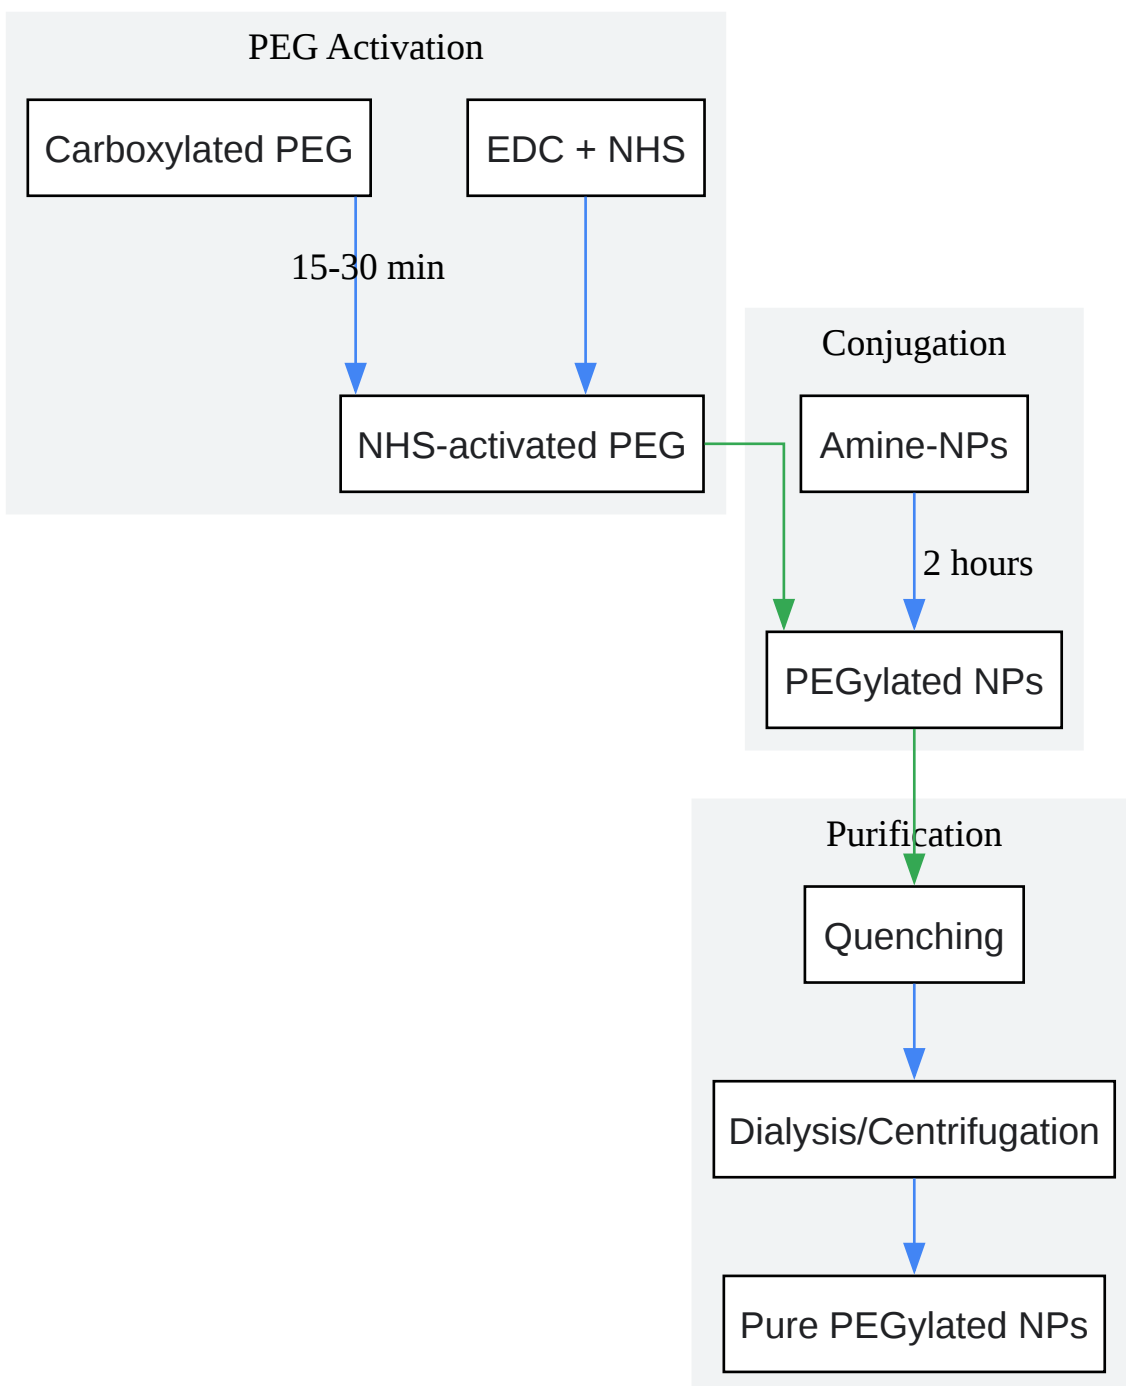 PEG Activation
Carboxylated PEG
EDC + NHS
15-30 min
NHS-activated PEG
Conjugation
Amine-NPs
2 hours
PEGylated NPs
Purification
Quenching
Dialysis/Centrifugation
Pure PEGylated NPs